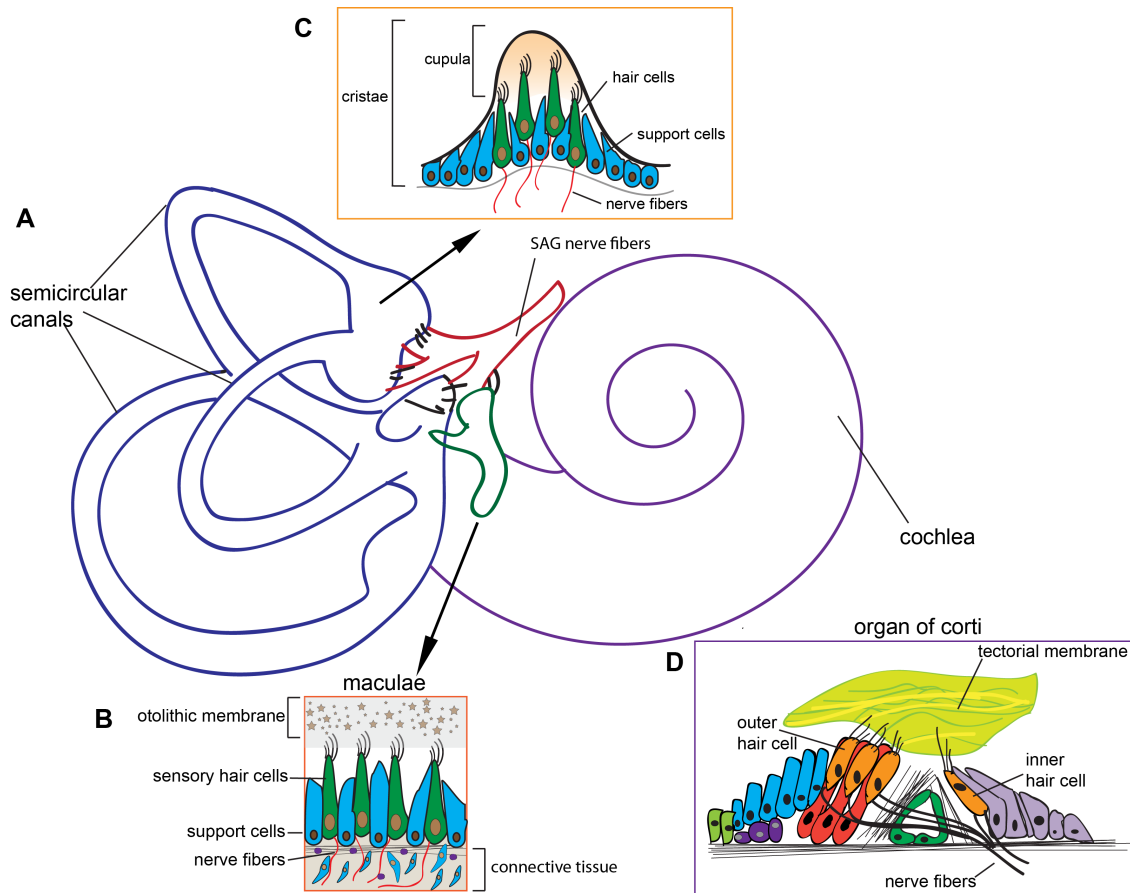 C
cupula
cristae
hair cells
support cells
nerve fibers
A
SAG nerve fibers
semicircular
canals
cochlea
organ of corti
maculae
B
otolithic membrane
sensory hair cells
support cells
nerve fibers
connective tissue
D
tectorial membrane
outer
hair cell
inner
hair cell
nerve fibers